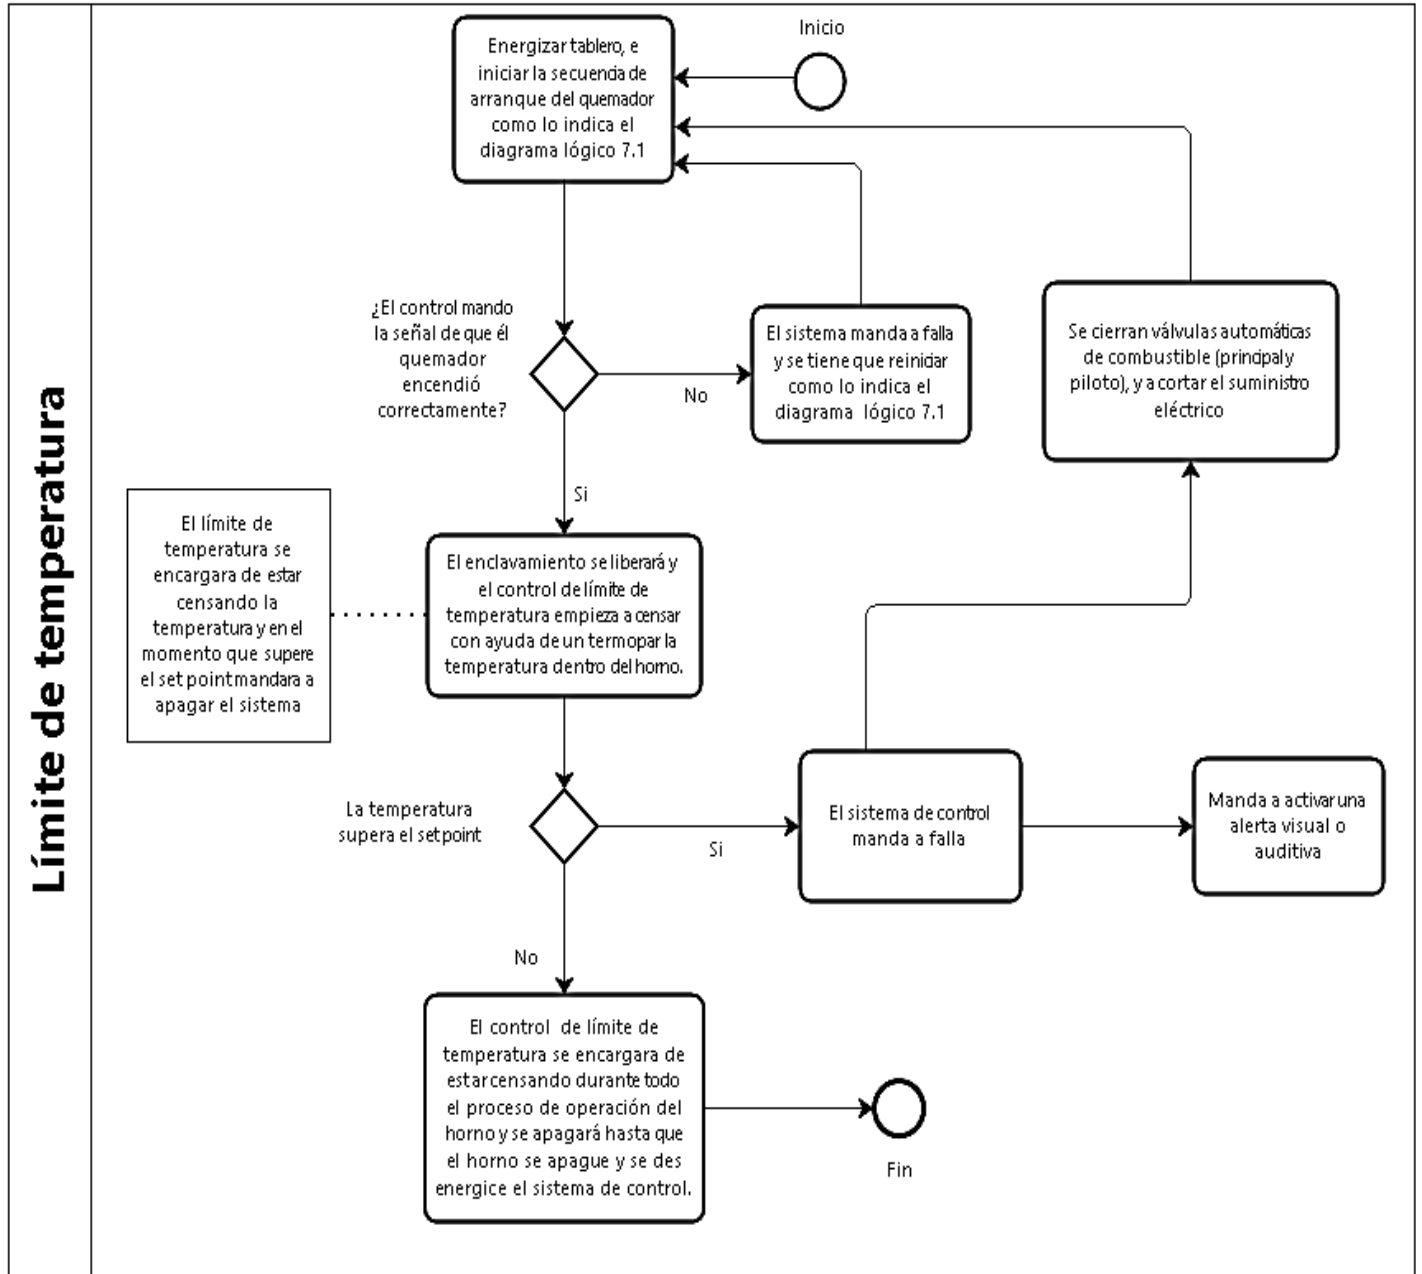 Límite de temperatura
Inicio
Energizar tablero, e
iniciar la secuencia de
arranque del quemador
como lo indica el
diagrama lógico 7.1
¿El control mando
la señal de que él
quemador
encendió
correctamente?
No
El sistema manda a falla
y se tiene que reiniciar
como lo indica el
diagrama lógico 7.1
Se cierran válvulas automáticas
de combustible (principal y
piloto), y a cortar el suministro
eléctrico
Si
El límite de
temperatura se
encargara de estar
censando la
temperatura y en el
momento que supere
el set point mandara a
apagar el sistema
El enclavamiento se liberará y
el control de límite de
temperatura empieza a censar
con ayuda de un termopar la
temperatura dentro del horno.
La temperatura
supera el setpoint
Si
El sistema de control
manda a falla
Manda a activar una
alerta visual o
auditiva
No
El control de límite de
temperatura se encargara de
estar censando durante todo
el proceso de operación del
horno y se apagará hasta que
el horno se apague y se des
energice el sistema de control.
Fin